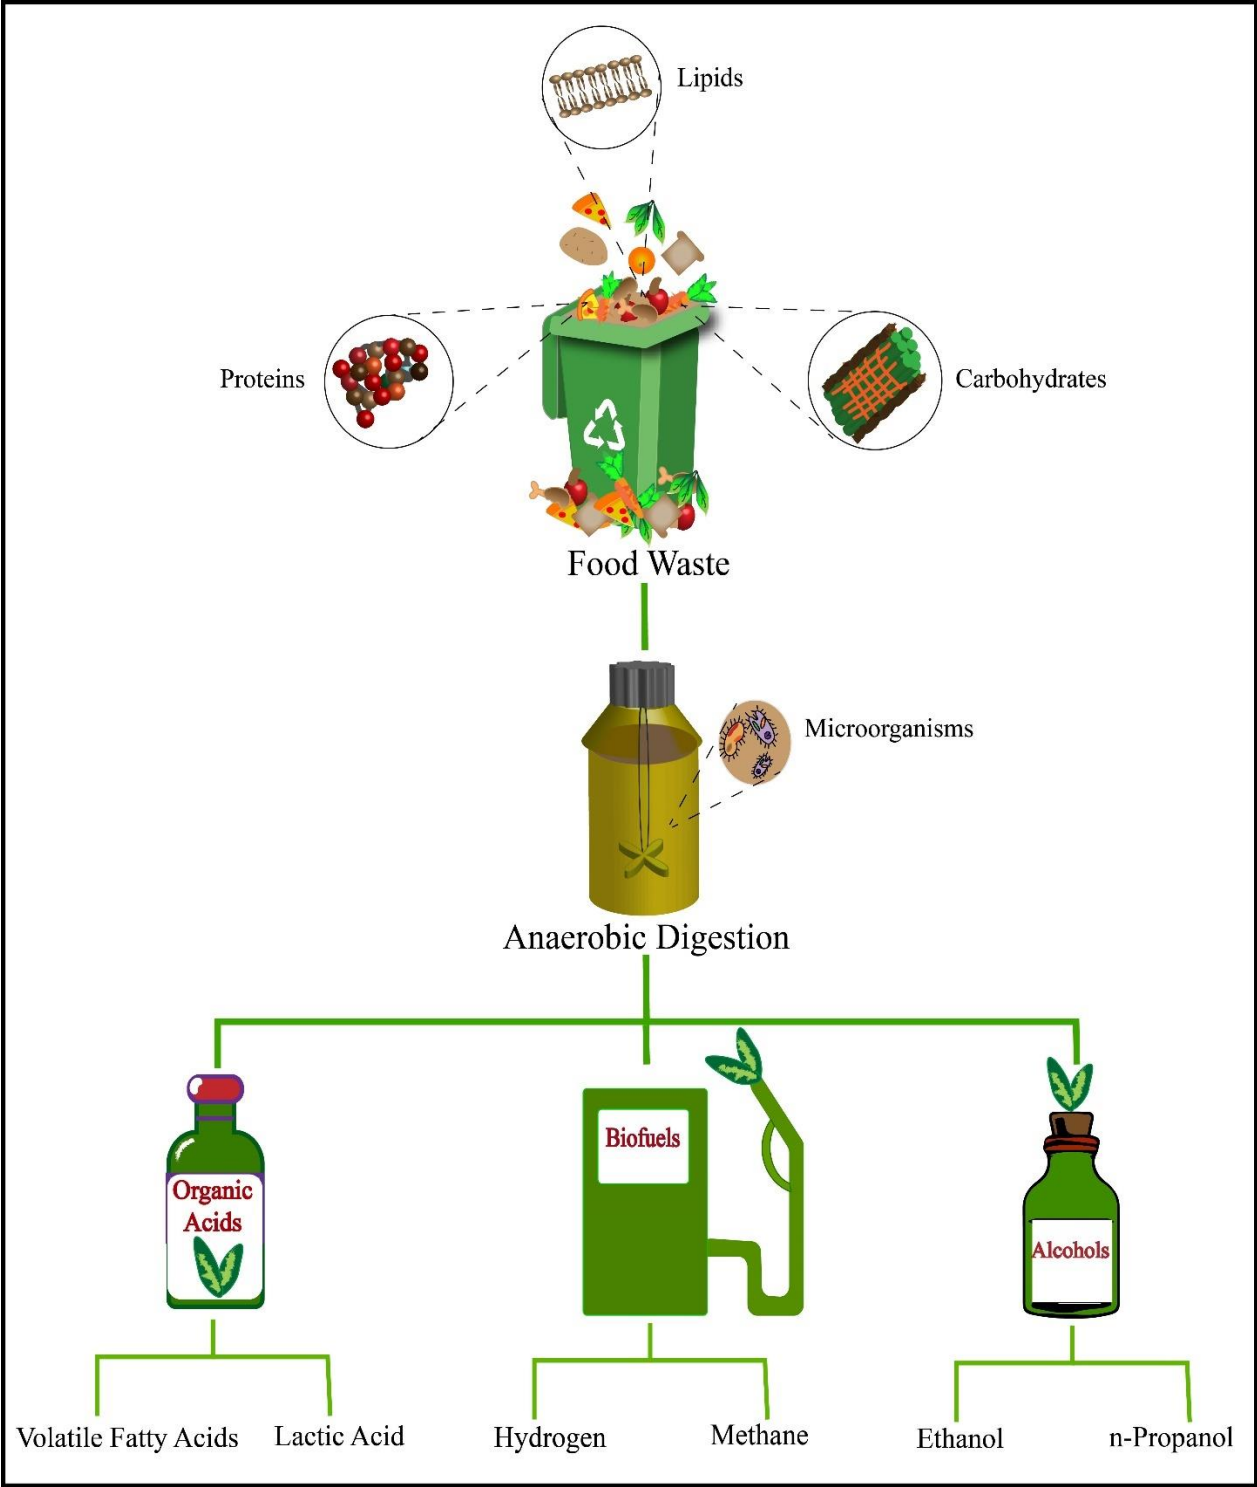 Lipids
Proteins
Carbohydrates
Food Waste
Microorganisms
Anaerobic Digestion
Organic
Acids
Biofuels
Alcohols
Volatile Fatty Acids
Lactic Acid
Hydrogen
Methane
Ethanol
n-Propanol